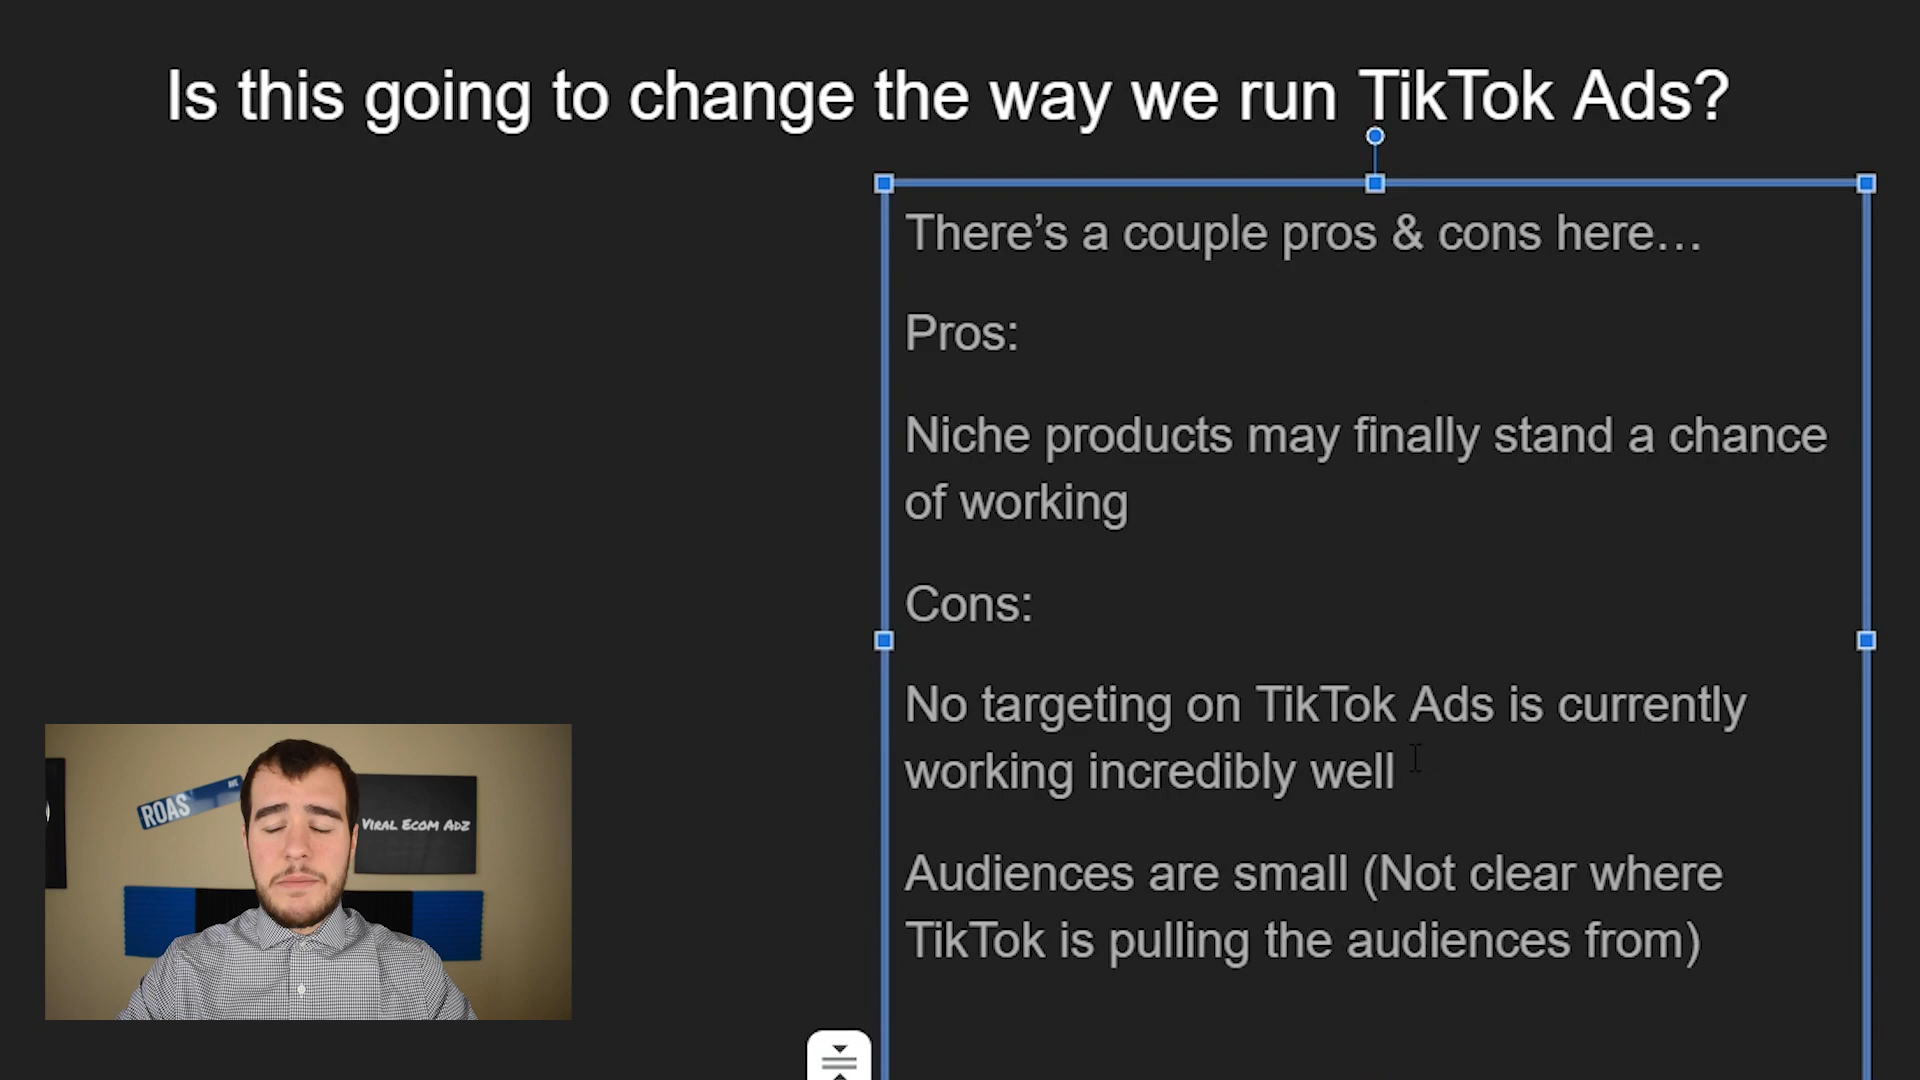 Is this going to change the way we run TikTok Ads?
There’s a couple pros & cons here…
Pros:
Niche products may finally stand a chance
of working
Cons:
No targeting on TikTok Ads is currently
working incredibly well
Audiences are small (Not clear where
TikTok is pulling the audiences from)
ROAS AVE
VIRAL ECOM ADZ